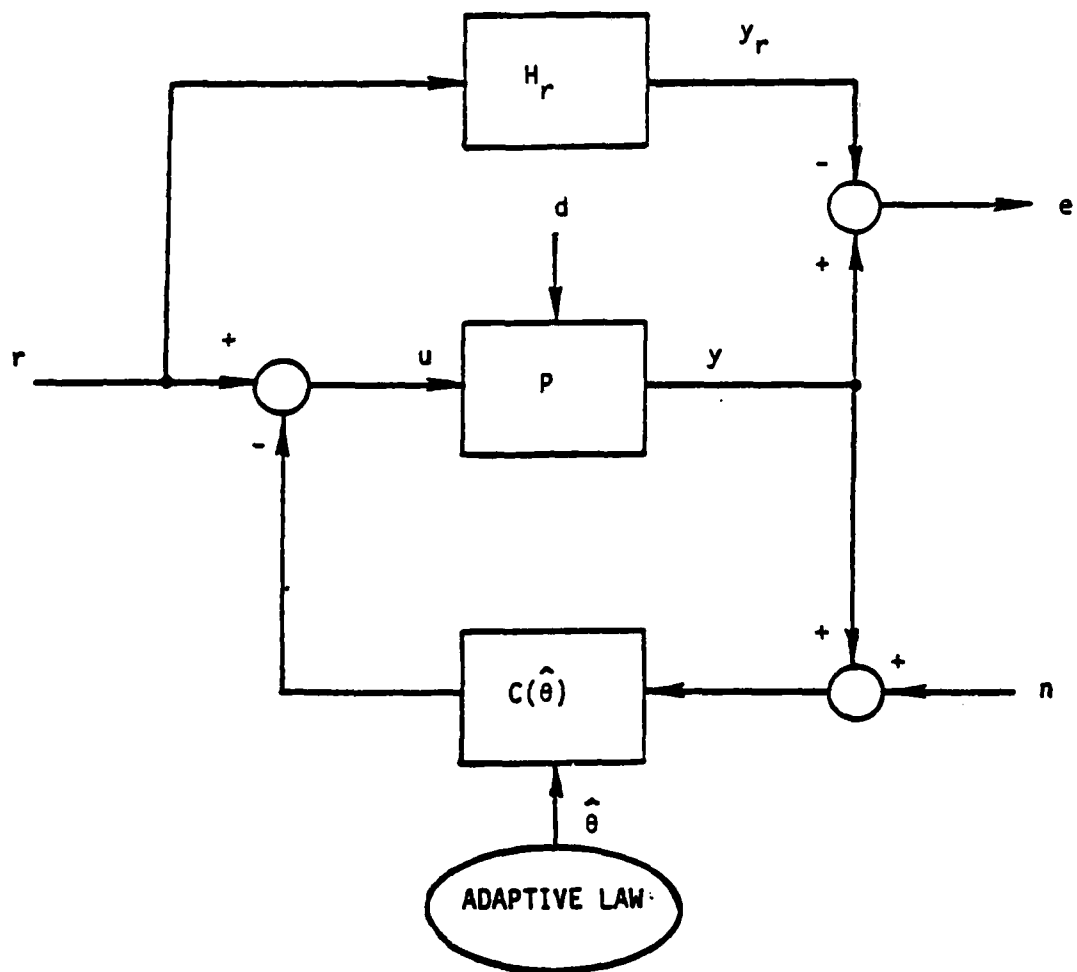 y_r
H_r
-
e
d
+
+
r
u
P
y
-
+
+
n
C(θ̂)
θ̂
ADAPTIVE LAW